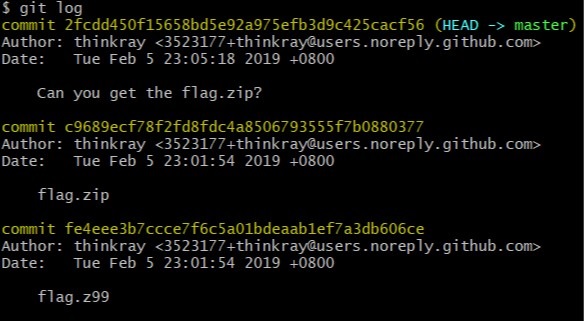 $ git log
commit 2fcdd450f15658bd5e92a975efb3d9c425cacf56 (HEAD -> master)
Author: thinkray <3523177+thinkray@users.noreply.github.com>
Date:   Tue Feb 5 23:05:18 2019 +0800
Can you get the flag.zip?
commit c9689ecf78f2fd8fdc4a8506793555f7b0880377
Author: thinkray <3523177+thinkray@users.noreply.github.com>
Date:   Tue Feb 5 23:01:54 2019 +0800
flag.zip
commit fe4eee3b7ccce7f6c5a01bdeaab1ef7a3db606ce
Author: thinkray <3523177+thinkray@users.noreply.github.com>
Date:   Tue Feb 5 23:01:54 2019 +0800
flag.z99